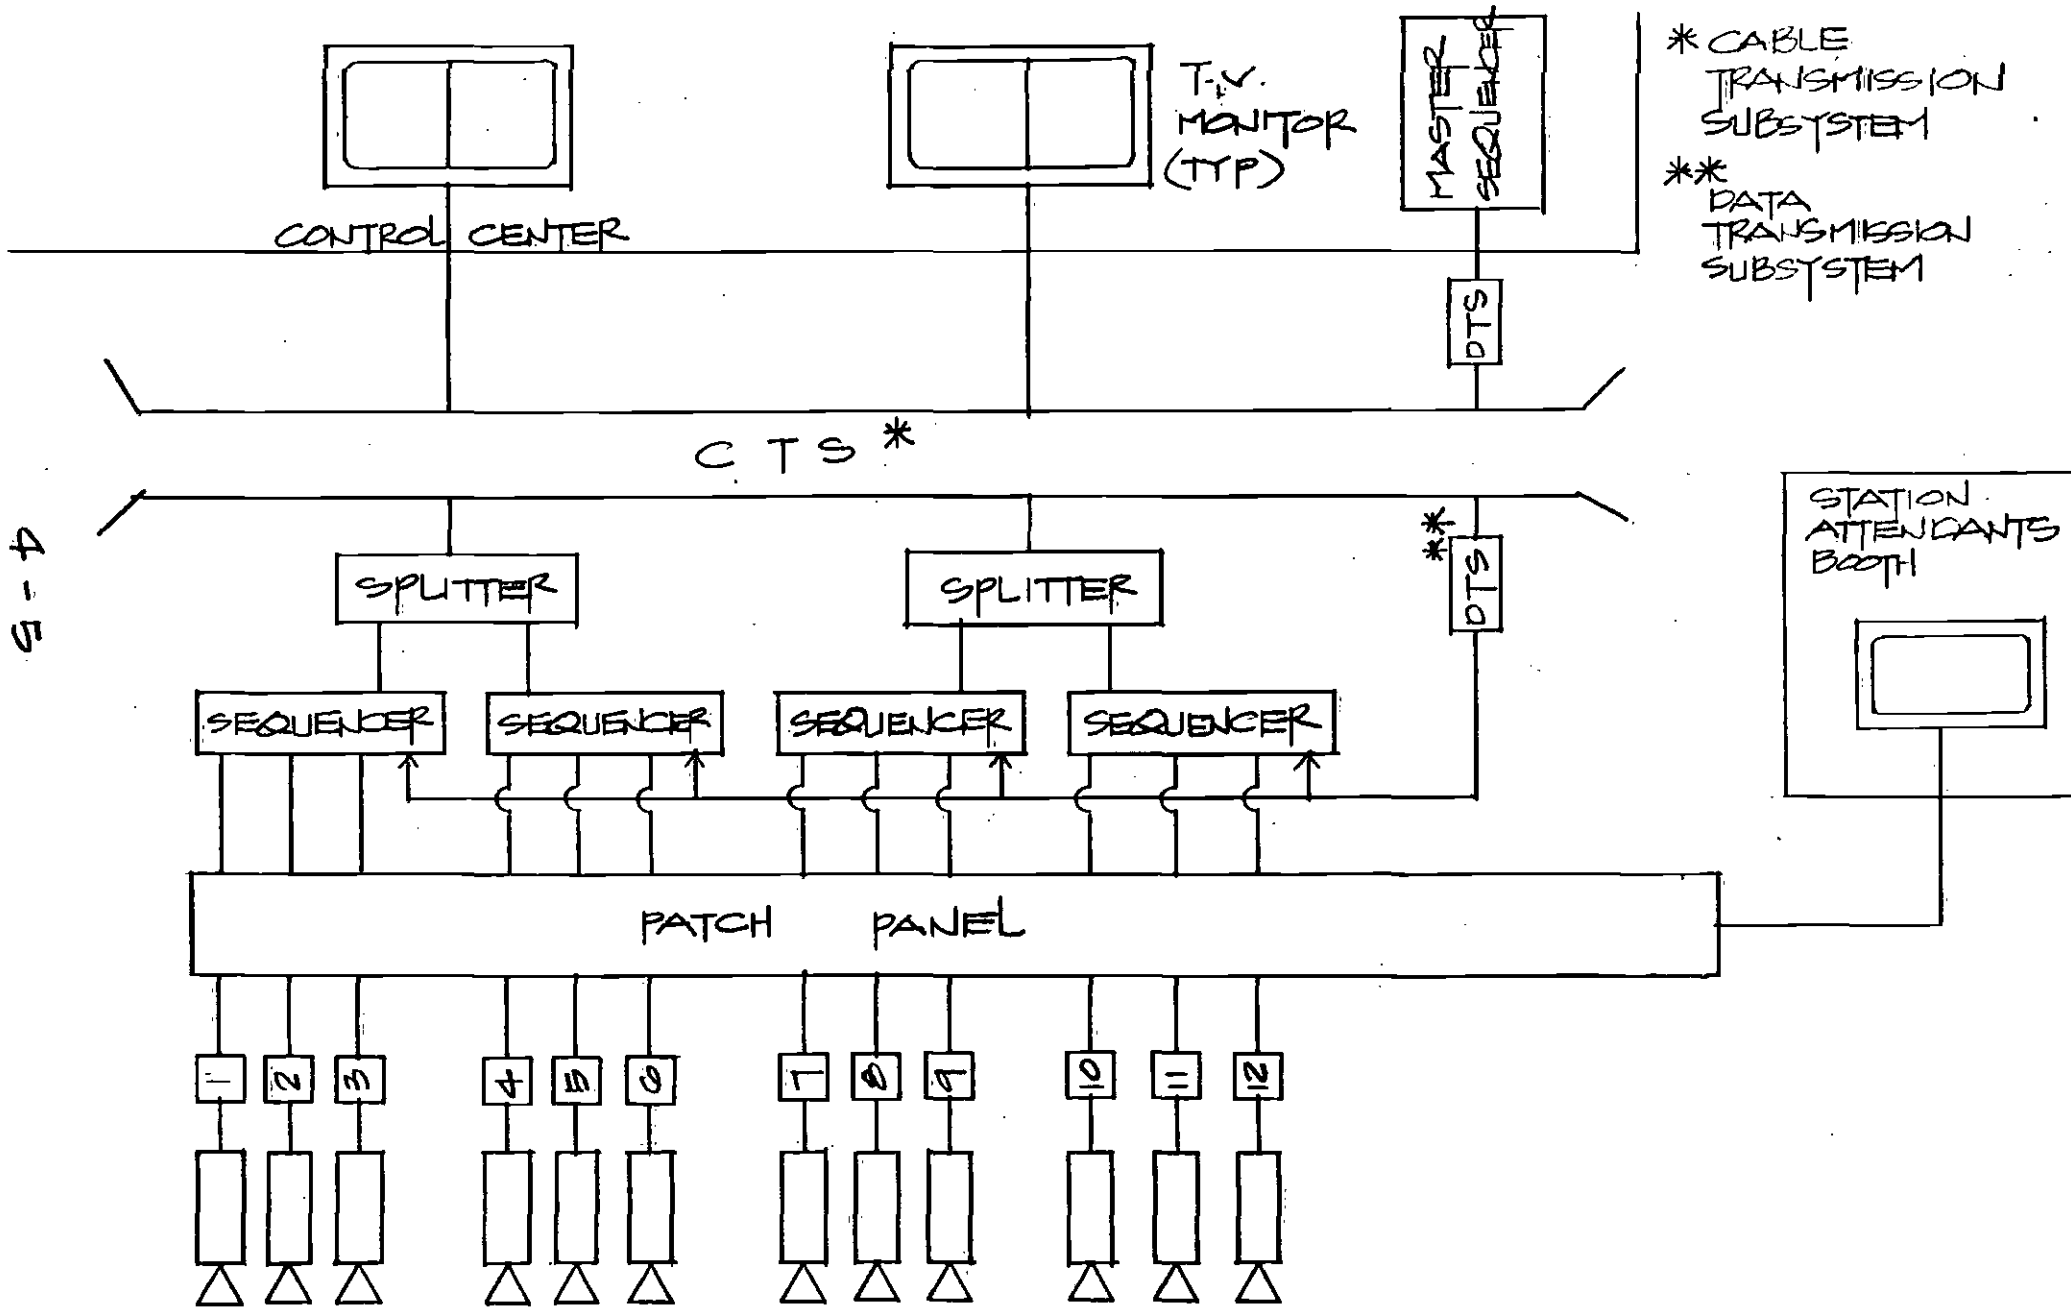 T.V.
MONITOR
(TYP)
MASTER
SEQUENCER
* CABLE
TRANSMISSION
SUBSYSTEM
**
DATA
TRANSMISSION
SUBSYSTEM
CONTROL CENTER
DTS
CTS *
STATION
ATTENDANTS
BOOTH
**
DTS
SPLITTER
SPLITTER
4-5
SEQUENCER
SEQUENCER
SEQUENCER
SEQUENCER
PATCH PANEL
1
2
3
4
5
6
7
8
9
10
11
12